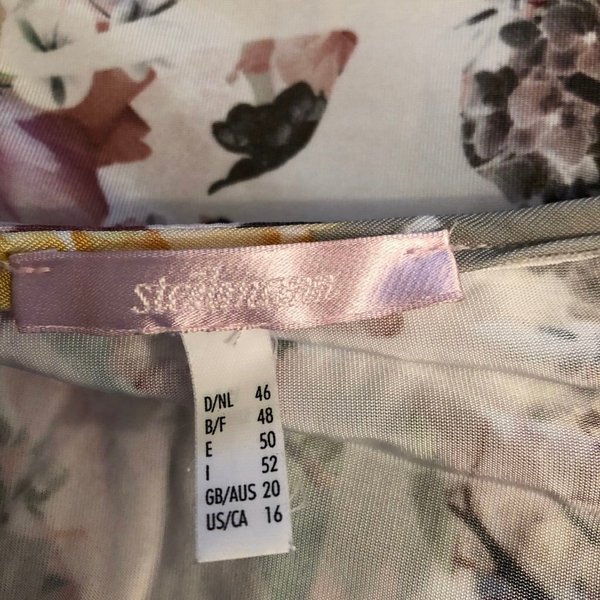 D/NL 46
B/F 48
E 50
I 52
GB/AUS 20
US/CA 16